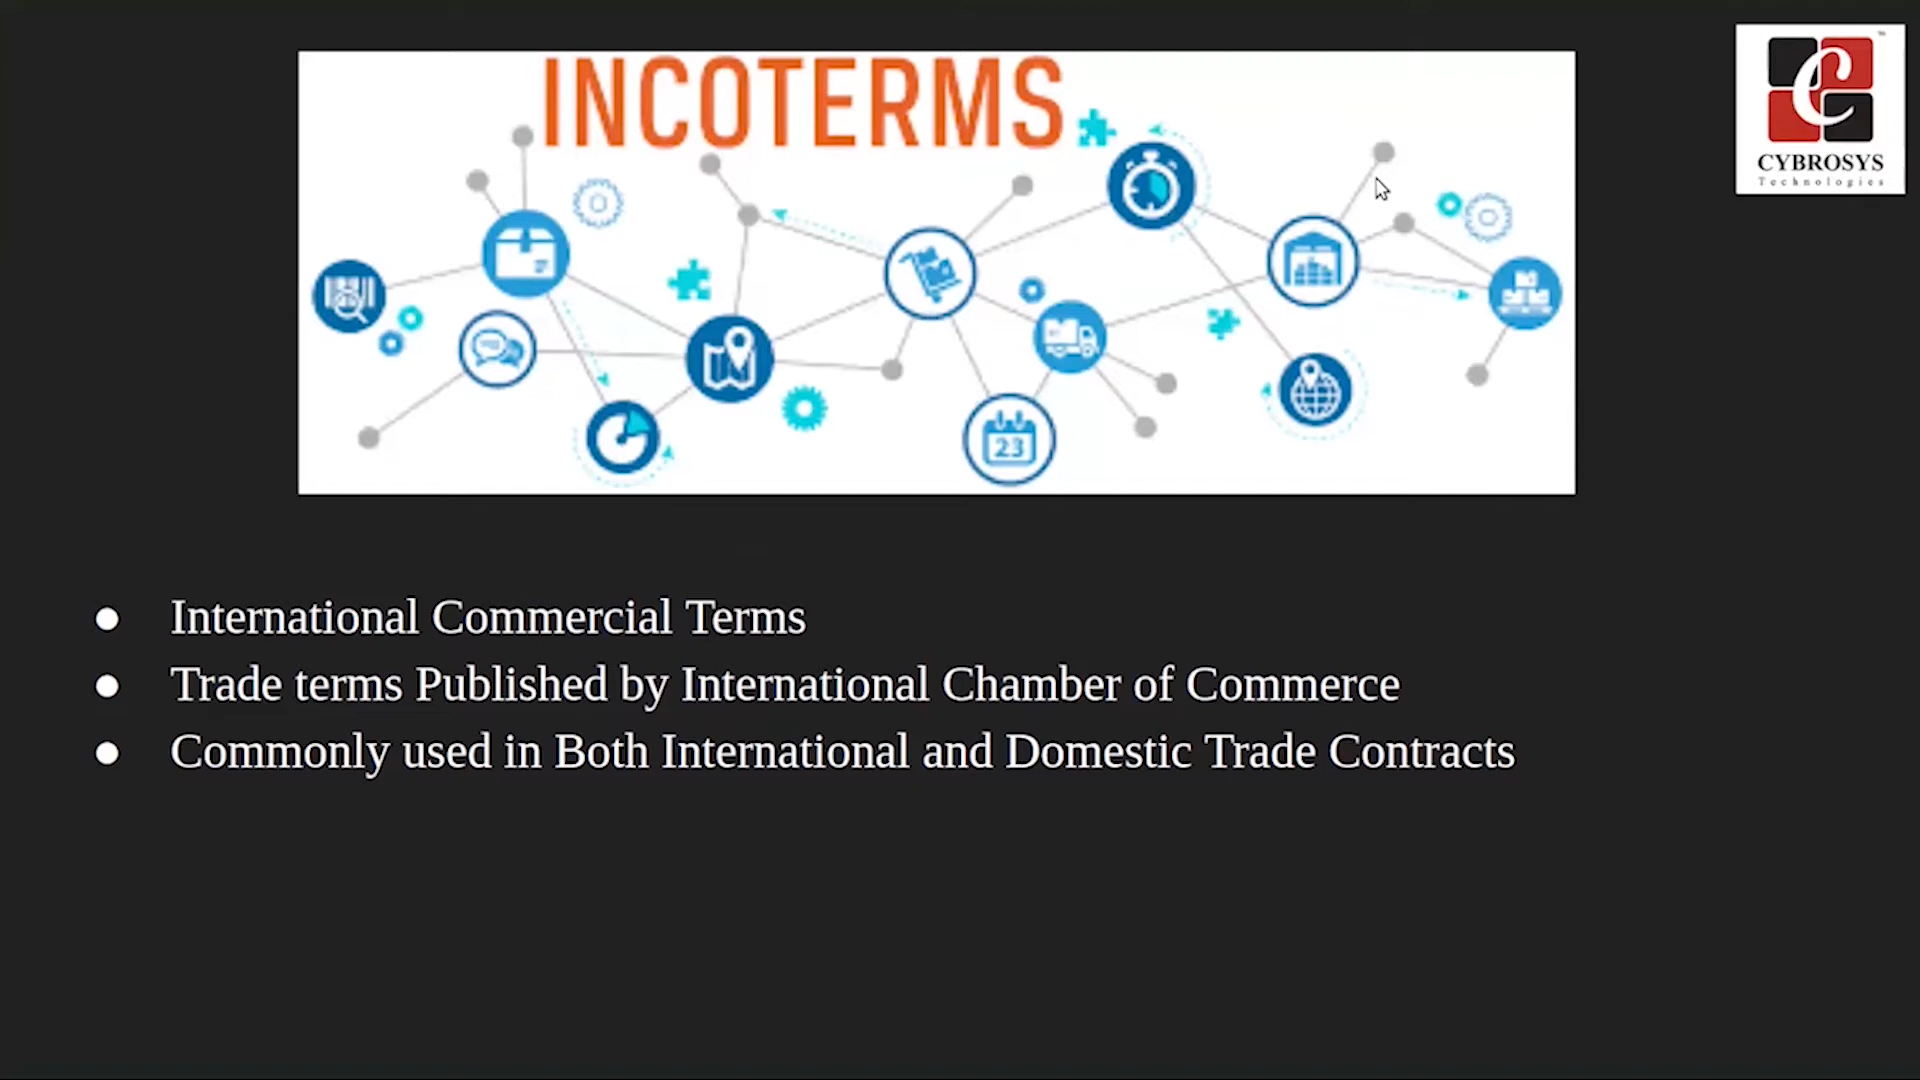 INCOTERMS
CYBROSYS
Technologies
23
● International Commercial Terms
● Trade terms Published by International Chamber of Commerce
● Commonly used in Both International and Domestic Trade Contracts